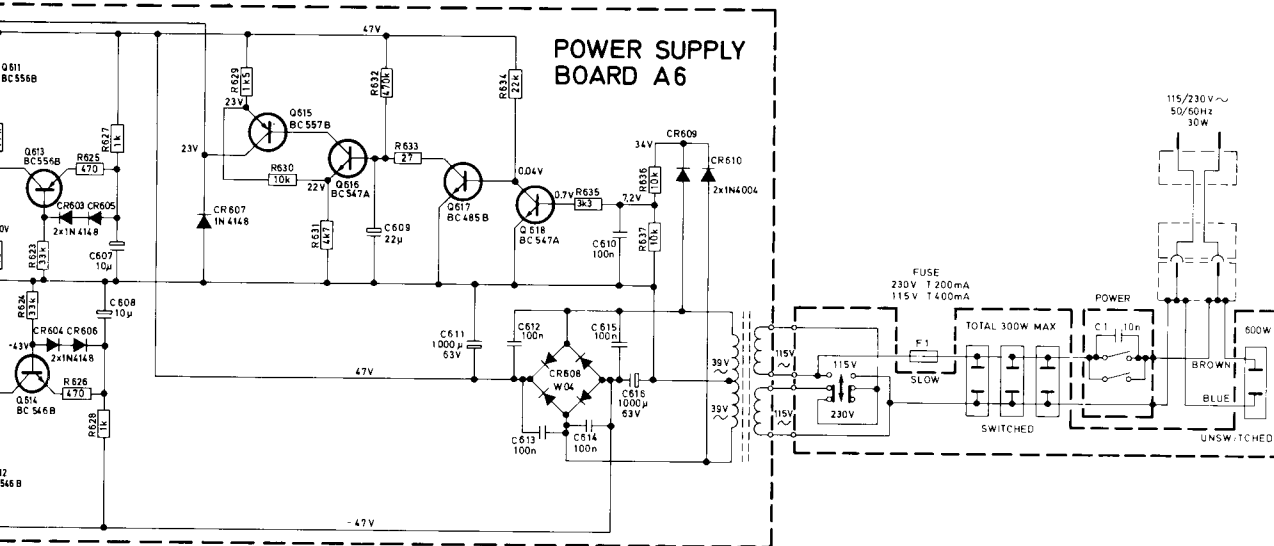 POWER SUPPLY
BOARD A6
47V
Q611
BC556B
R629
1k5
R632
470k
R634
22k
23V
Q615
BC557B
R627
1k
Q613
BC556B
R625
470
23V
R630
10k
22V
Q616
BC547A
R633
27
0.04V
Q617
BC485B
0.7V
R635
3k3
7.2V
34V
CR609
R636
10k
CR610
2x1N4004
Q618
BC547A
C610
100n
R637
10k
CR603
CR605
2x1N4148
R623
33k
C607
10µ
CR607
1N4148
R631
4k7
C609
22µ
R624
33k
C608
10µ
CR604
CR606
2x1N4148
-43V
Q614
BC546B
R626
470
R628
1k
546B
47V
C611
1000µ
63V
C612
100n
C615
100n
CR608
W04
C616
1000µ
63V
C613
100n
C614
100n
-47V
39V
~
39V
~
115V
~
115V
~
115V
230V
FUSE
230V T200mA
115V T400mA
F1
SLOW
TOTAL 300W MAX
SWITCHED
POWER
C1
10n
BROWN
BLUE
600W
UNSWITCHED
115/230V~
50/60Hz
30W